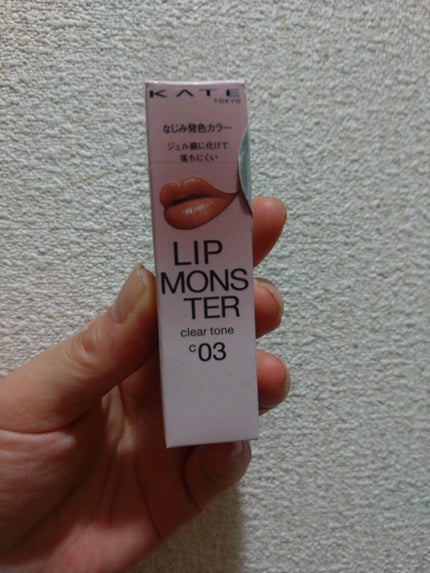 KATE
TOKYO
なじみ発色カラー
ジェル膜に化けて
落ちにくい
LIP
MONS
TER
clear tone
c03